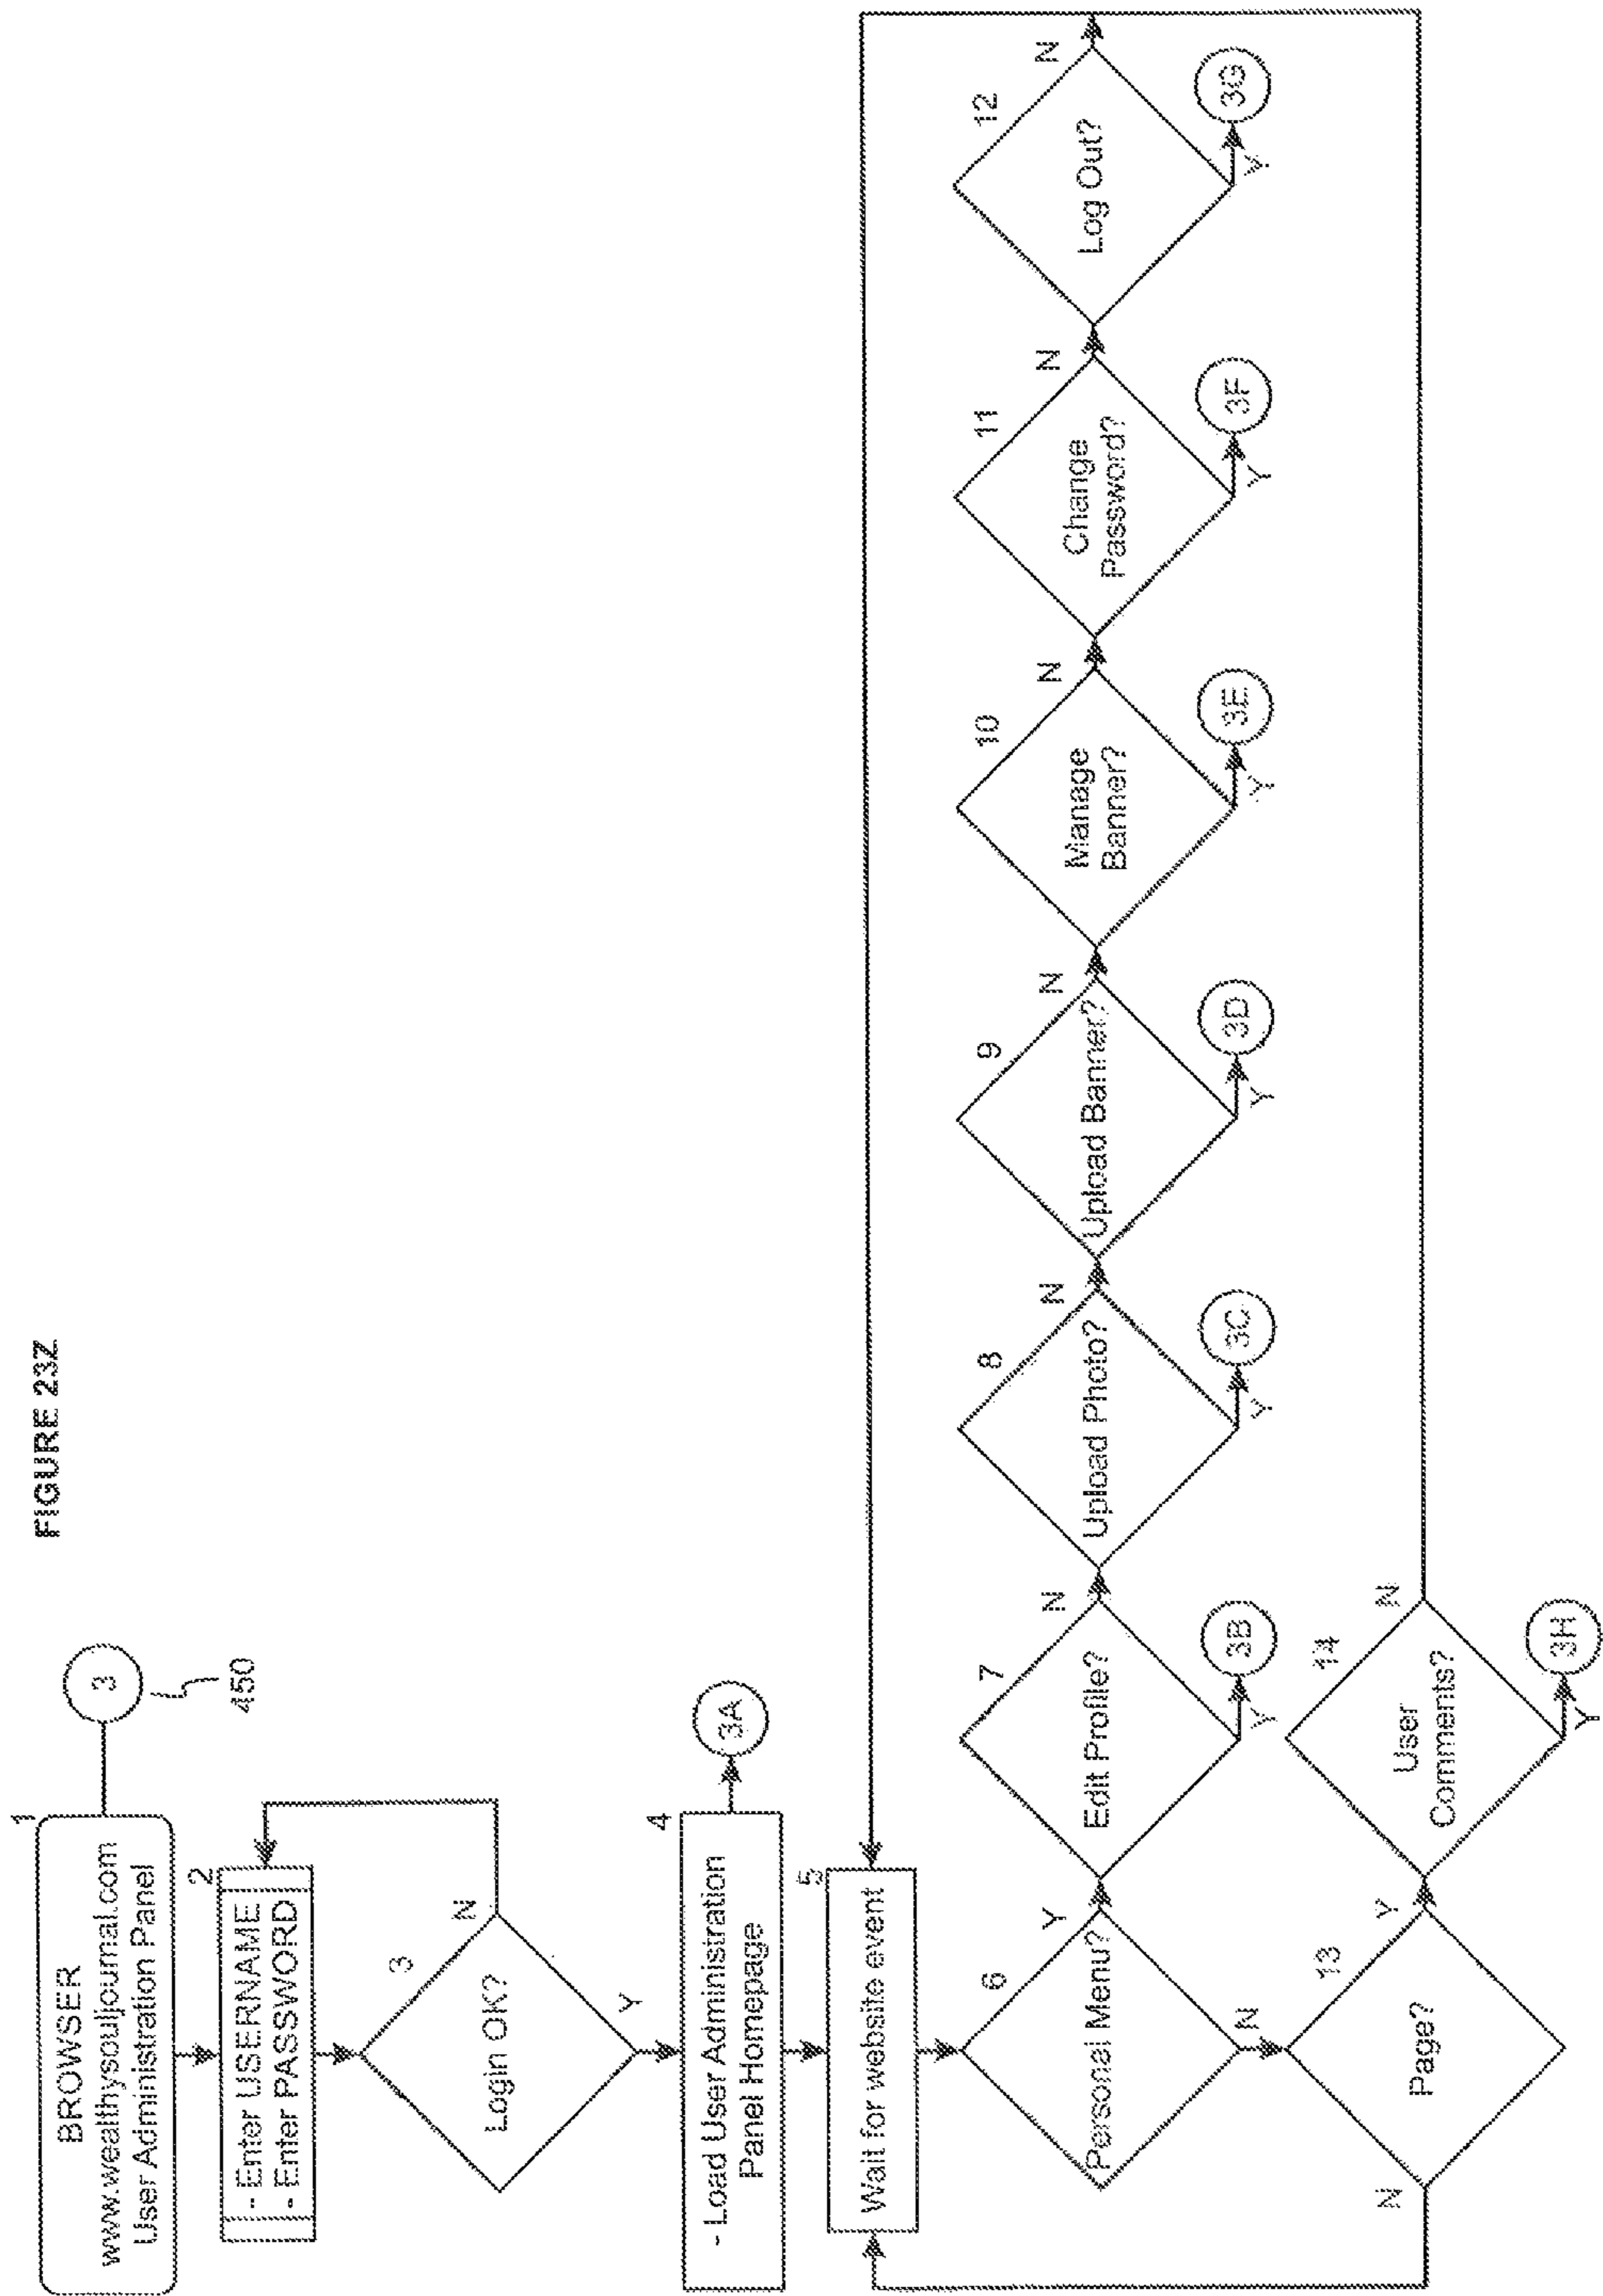 FIGURE 23Z
1
BROWSER
www.wealthysouljournal.com
User Administration Panel
3
450
2
- Enter USERNAME
- Enter PASSWORD
3
Login OK?
N
Y
4
- Load User Administration
Panel Homepage
3A
5
Wait for website event
6
Personal Menu?
Y
N
7
Edit Profile?
N
Y
3B
8
Upload Photo?
N
Y
3C
9
Upload Banner?
N
Y
3D
10
Manage
Banner?
N
Y
3E
11
Change
Password?
N
Y
3F
12
Log Out?
N
Y
3G
13
Page?
N
Y
14
User
Comments?
N
Y
3H